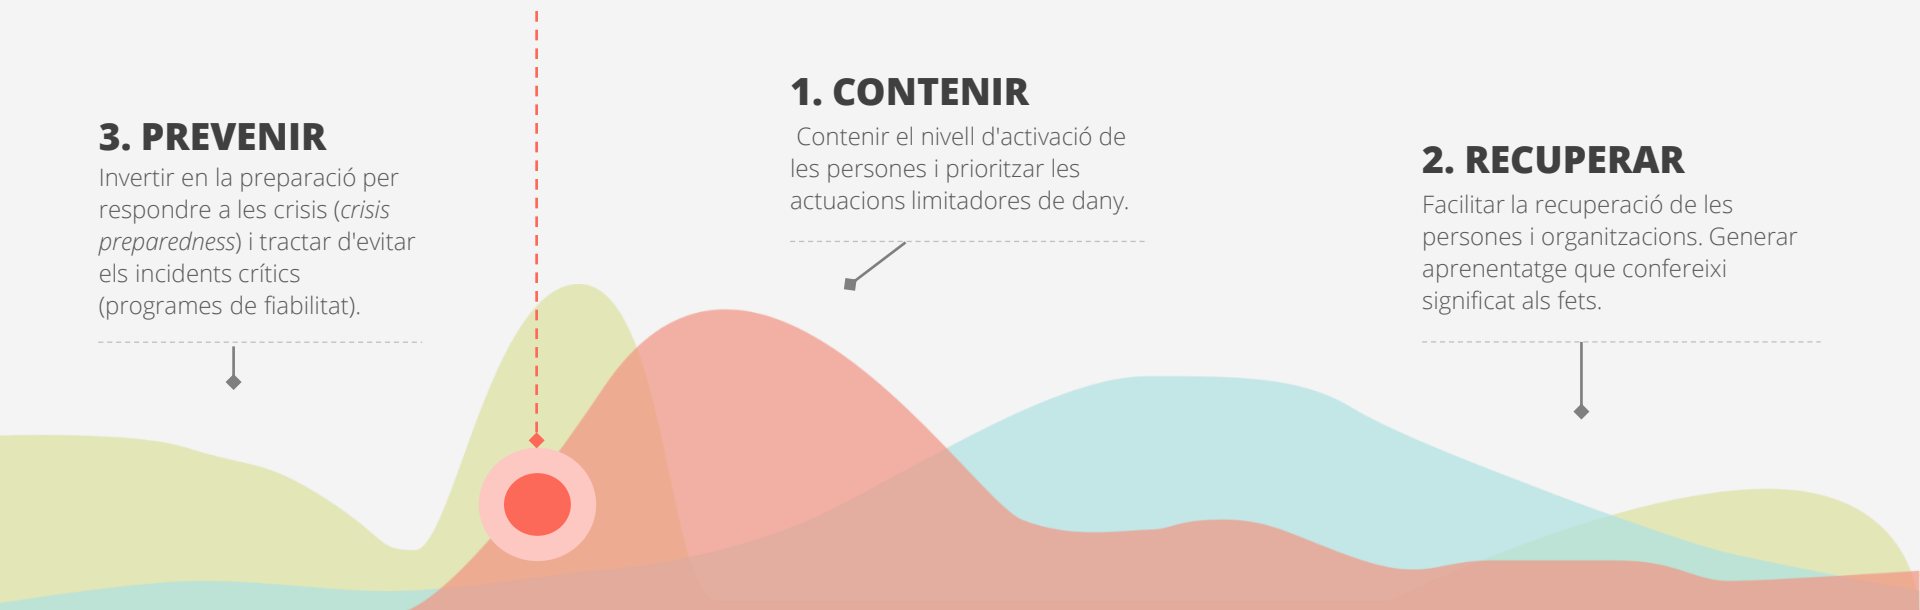 3. PREVENIR
Invertir en la preparació per
respondre a les crisis (crisis
preparedness) i tractar d'evitar
els incidents crítics
(programes de fiabilitat).
1. CONTENIR
Contenir el nivell d'activació de
les persones i prioritzar les
actuacions limitadores de dany.
2. RECUPERAR
Facilitar la recuperació de les
persones i organitzacions. Generar
aprenentatge que confereixi
significat als fets.